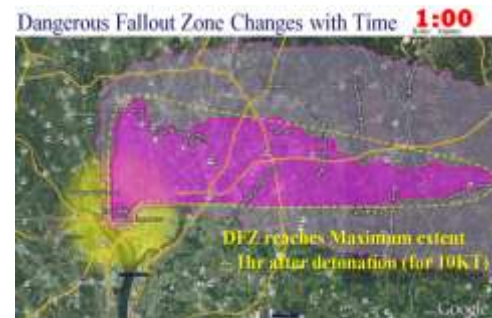 Dangerous Fallout Zone Changes with Time
1:00
DFZ reaches Maximum extent
~ 1hr after detonation (for 10KT)
Google